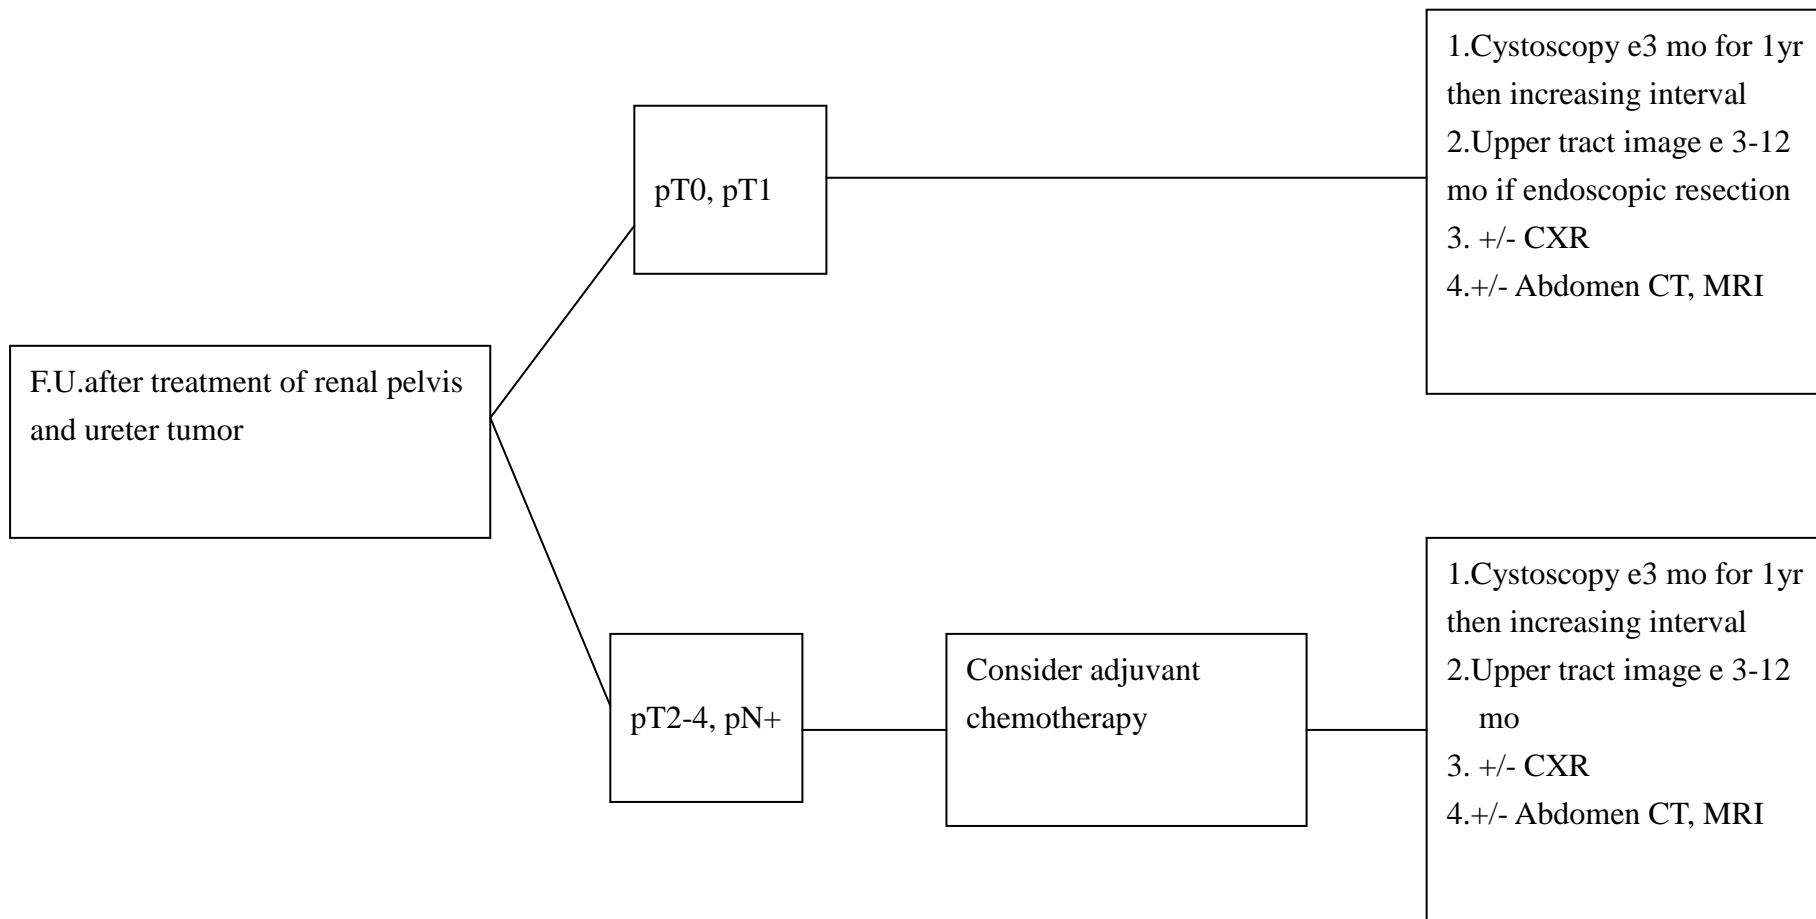 F.U.after treatment of renal pelvis
and ureter tumor
pT0, pT1
1.Cystoscopy e3 mo for 1yr
then increasing interval
2.Upper tract image e 3-12
mo if endoscopic resection
3. +/- CXR
4.+/- Abdomen CT, MRI
pT2-4, pN+
Consider adjuvant
chemotherapy
1.Cystoscopy e3 mo for 1yr
then increasing interval
2.Upper tract image e 3-12
mo
3. +/- CXR
4.+/- Abdomen CT, MRI